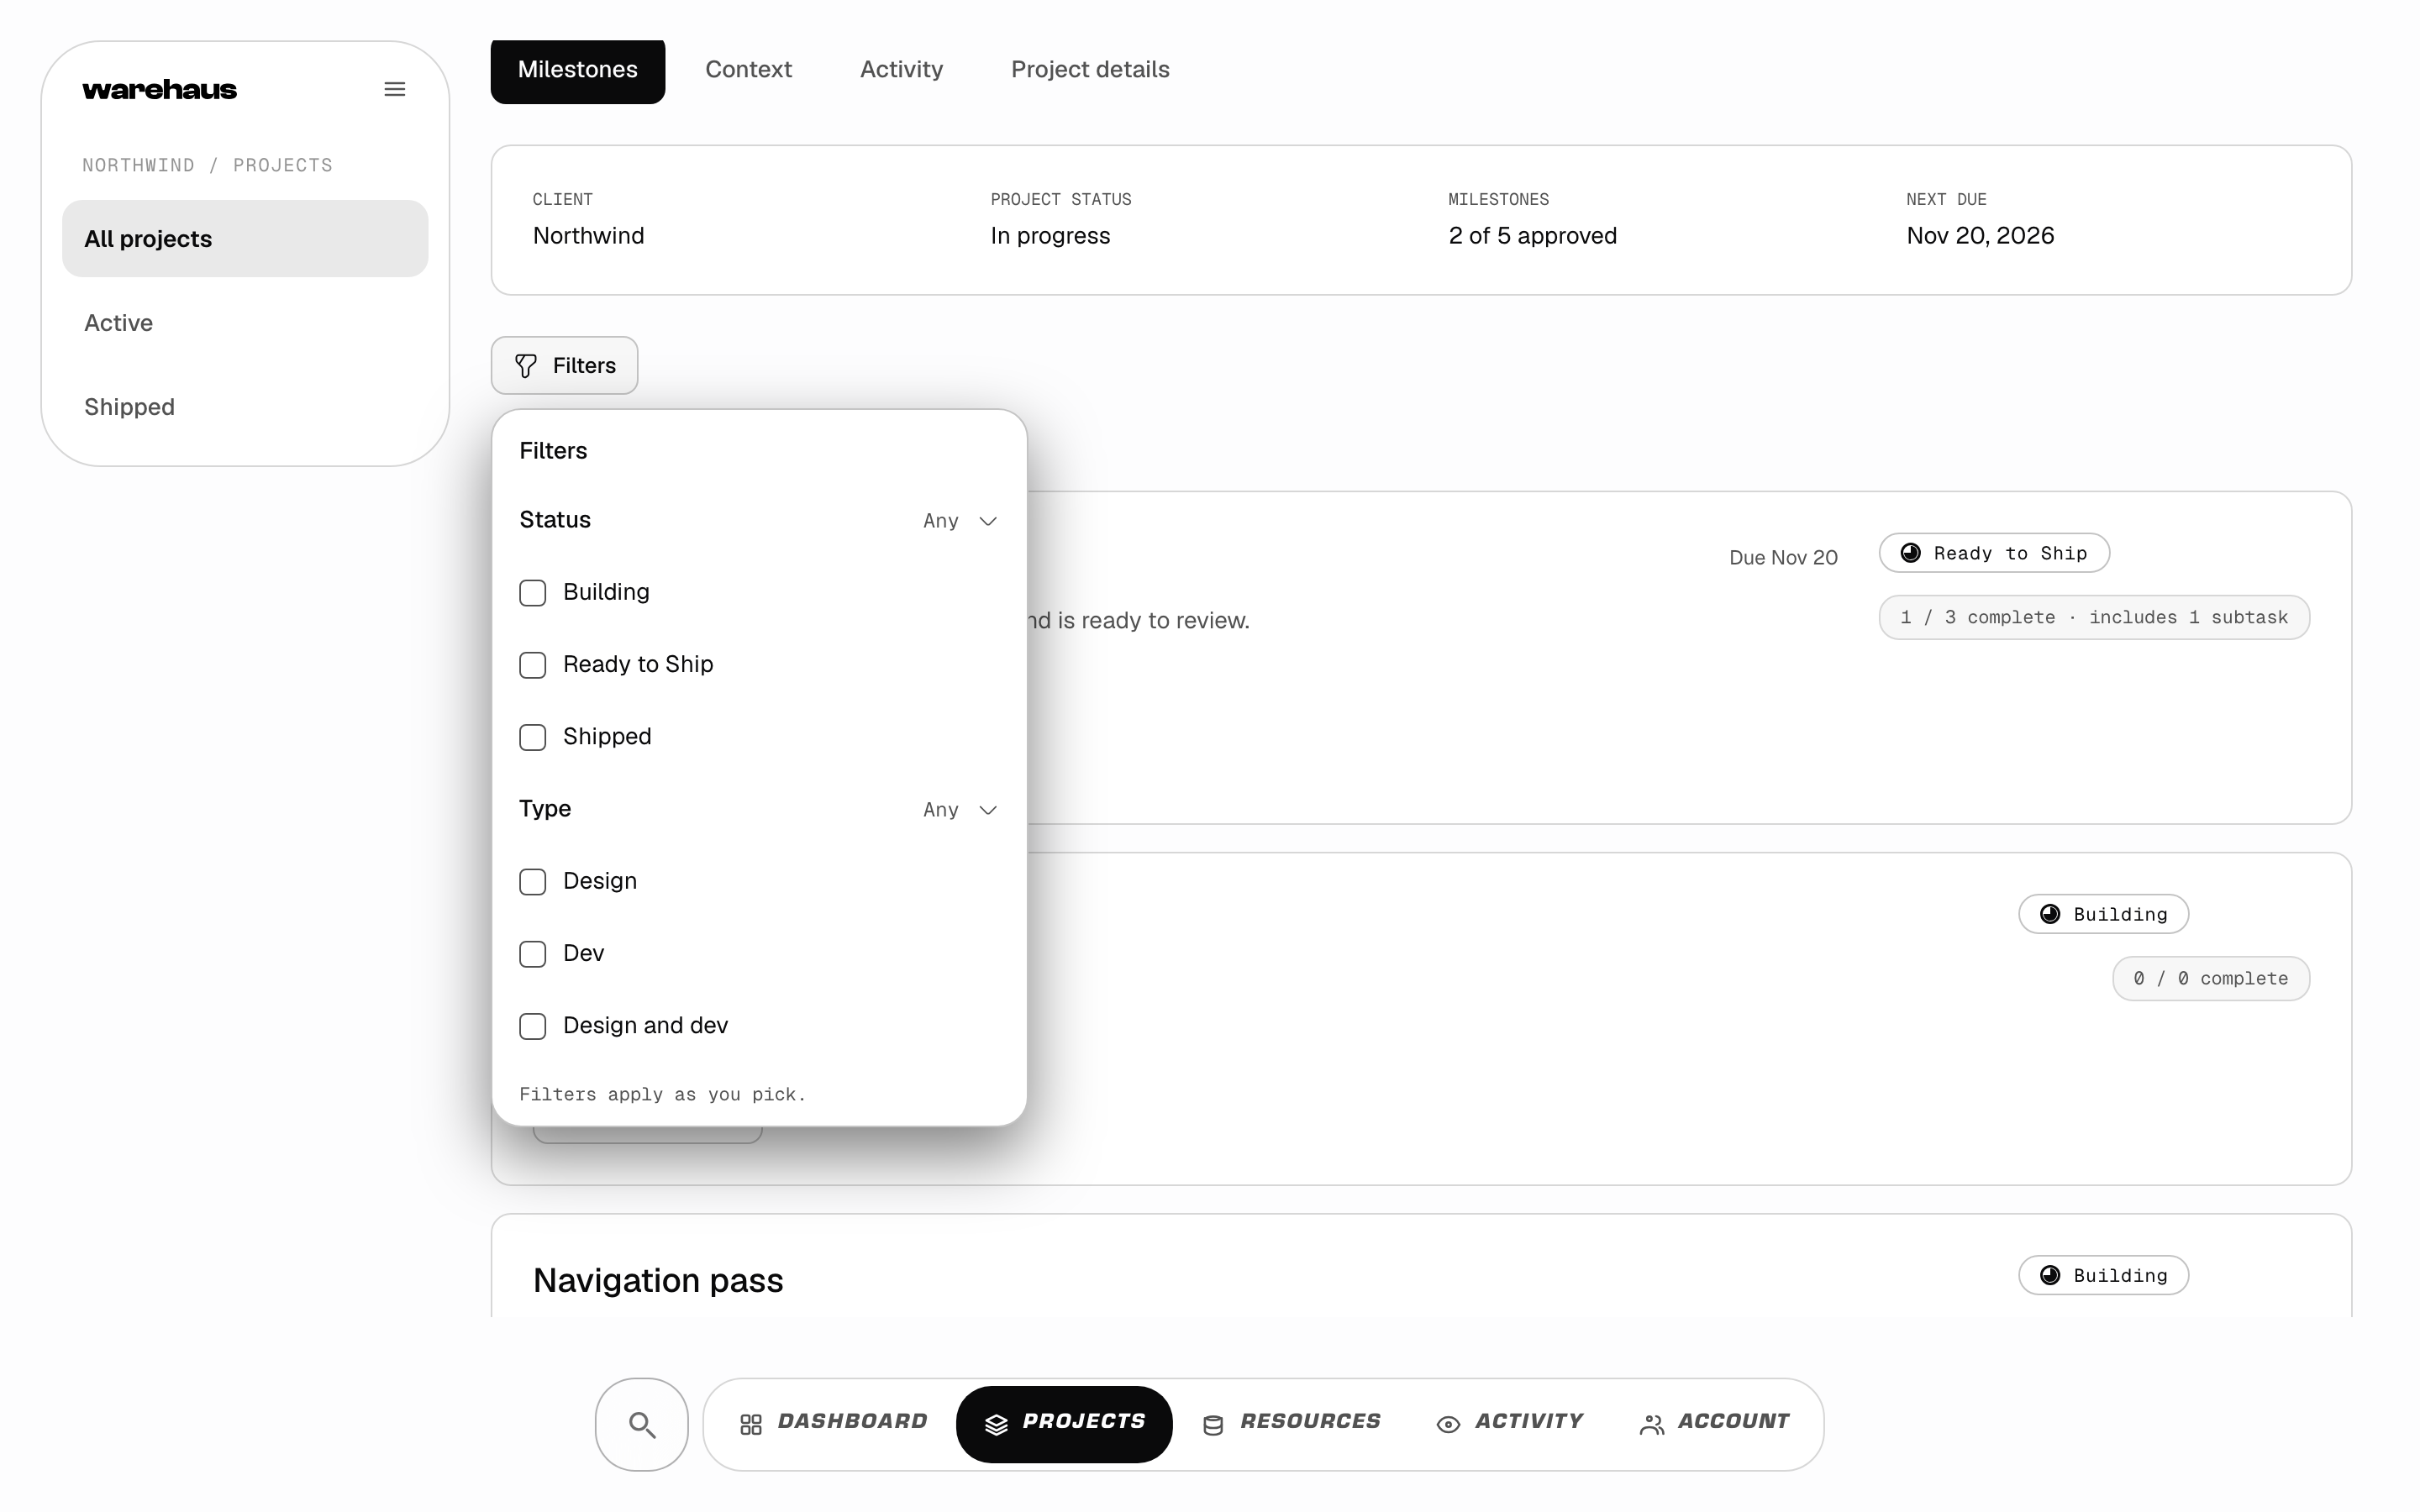 warehaus
NORTHWIND / PROJECTS
All projects
Active
Shipped
Milestones
Context
Activity
Project details
CLIENT
Northwind
PROJECT STATUS
In progress
MILESTONES
2 of 5 approved
NEXT DUE
Nov 20, 2026
Filters
Filters
Status
Any
Building
Ready to Ship
Shipped
Type
Any
Design
Dev
Design and dev
Filters apply as you pick.
is ready to review.
Due Nov 20
Ready to Ship
1 / 3 complete · includes 1 subtask
Building
0 / 0 complete
Navigation pass
Building
DASHBOARD
PROJECTS
RESOURCES
ACTIVITY
ACCOUNT